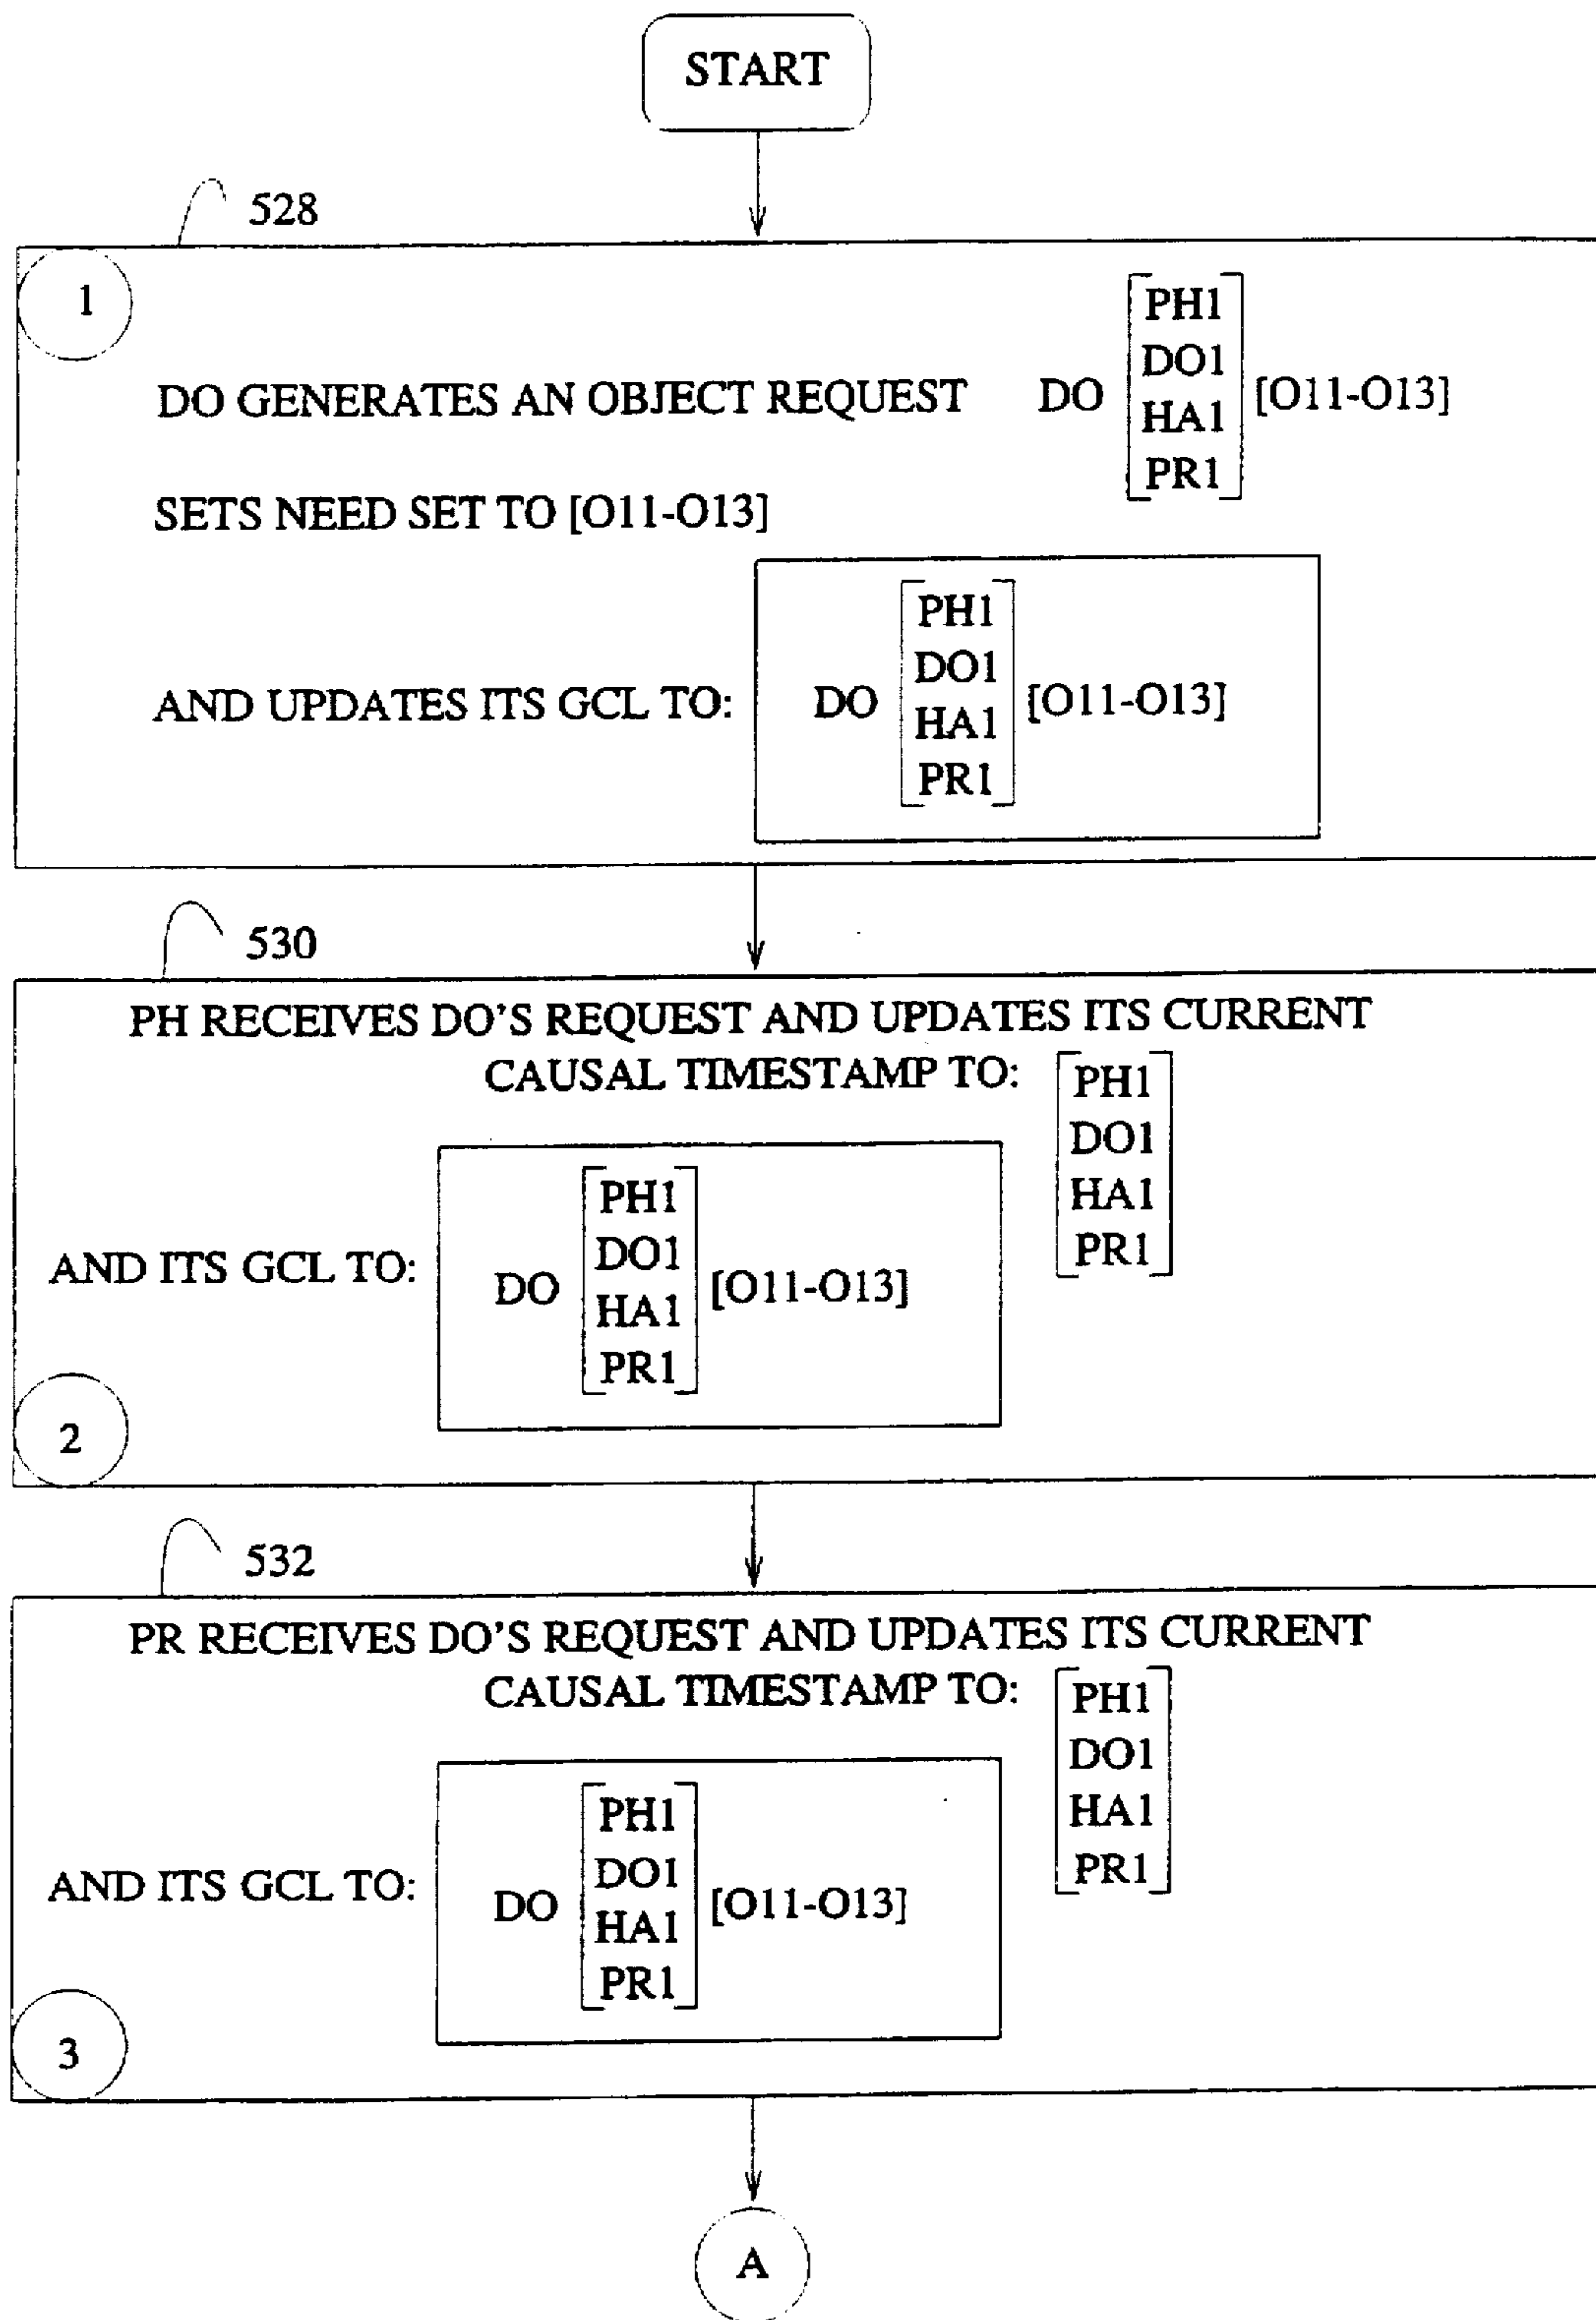 START
528
1
PH1
DO1
DO GENERATES AN OBJECT REQUEST DO [O11-O13]
HA1
PR1
SETS NEED SET TO [O11-O13]
PH1
DO1
AND UPDATES ITS GCL TO: DO [O11-O13]
HA1
PR1
530
PH RECEIVES DO'S REQUEST AND UPDATES ITS CURRENT
CAUSAL TIMESTAMP TO:
PH1
DO1
HA1
PR1
AND ITS GCL TO: DO [O11-O13]
PH1
DO1
HA1
PR1
2
532
PR RECEIVES DO'S REQUEST AND UPDATES ITS CURRENT
CAUSAL TIMESTAMP TO:
PH1
DO1
HA1
PR1
AND ITS GCL TO: DO [O11-O13]
PH1
DO1
HA1
PR1
3
A